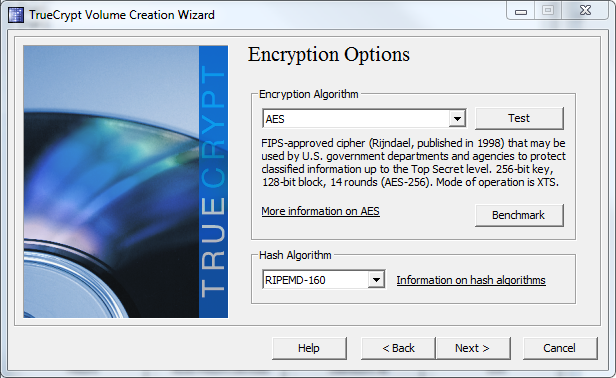 TrueCrypt Volume Creation Wizard
TRUECRYPT
Encryption Options
Encryption Algorithm
AES
Test
FIPS-approved cipher (Rijndael, published in 1998) that may be
used by U.S. government departments and agencies to protect
classified information up to the Top Secret level. 256-bit key,
128-bit block, 14 rounds (AES-256). Mode of operation is XTS.
More information on AES
Benchmark
Hash Algorithm
RIPEMD-160
Information on hash algorithms
Help
< Back
Next >
Cancel